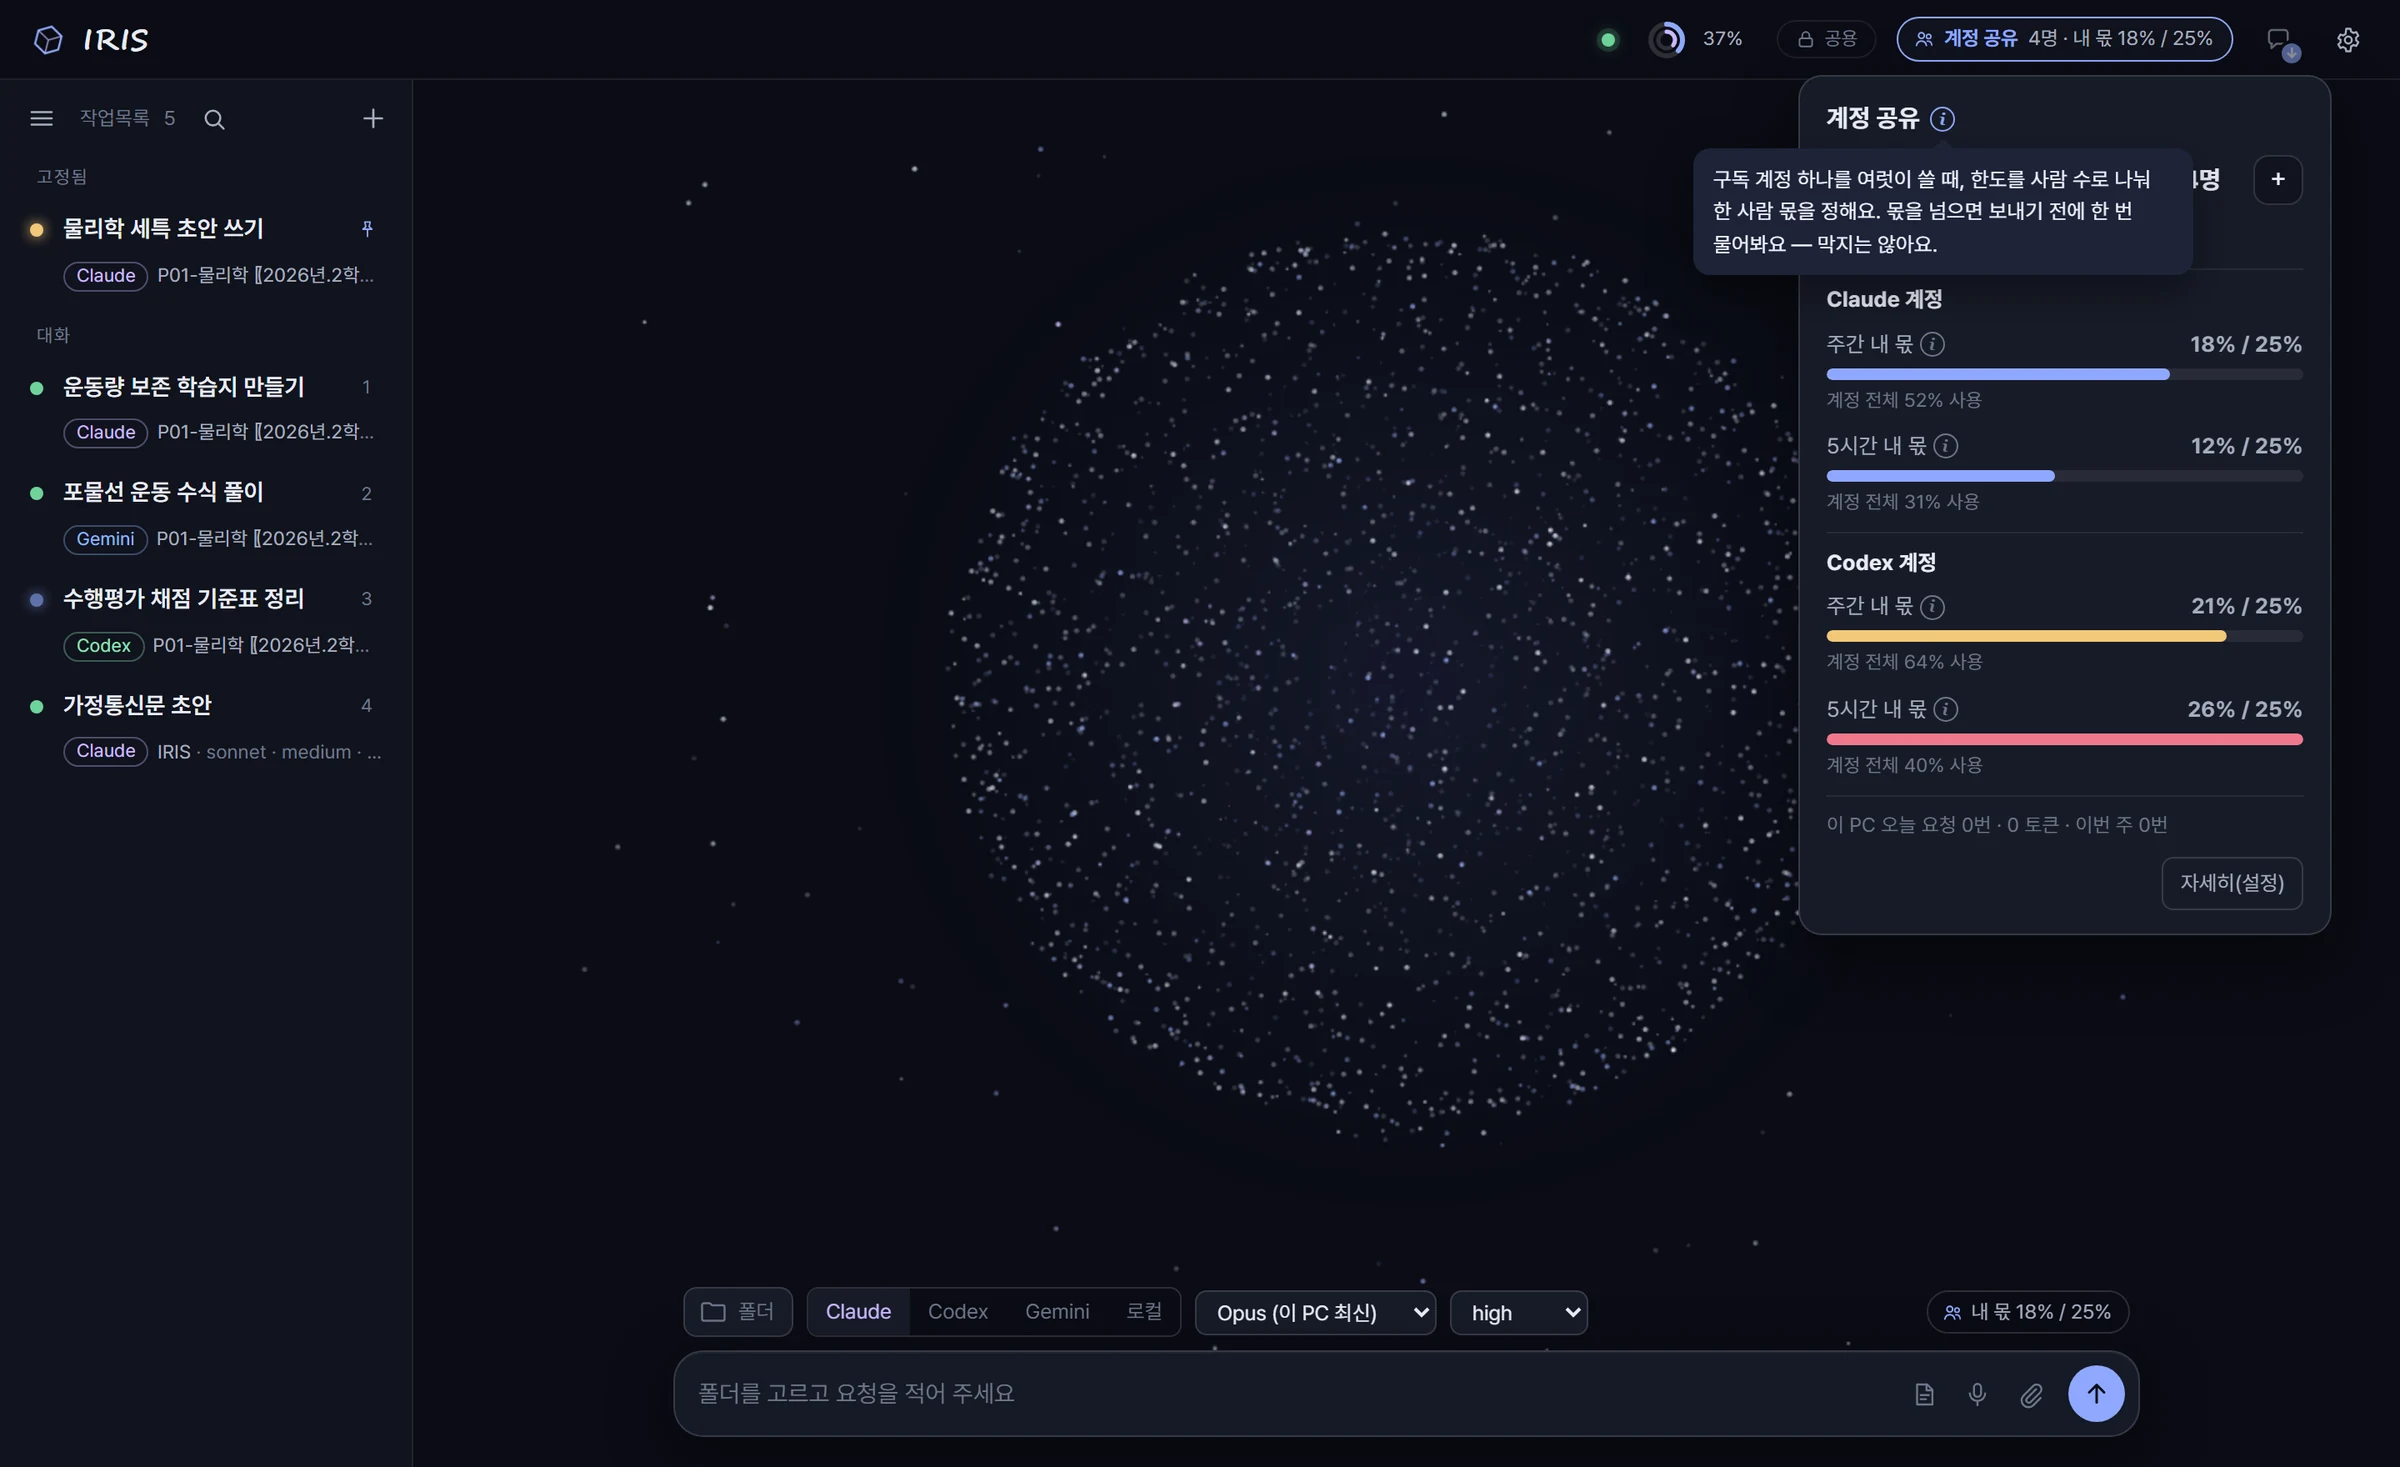 IRIS
37%
공용
계정 공유 4명 · 내 몫 18% / 25%
작업목록 5
고정됨
물리학 세특 초안 쓰기
Claude P01-물리학 〖2026년.2학...
대화
운동량 보존 학습지 만들기 1
Claude P01-물리학 〖2026년.2학...
포물선 운동 수식 풀이 2
Gemini P01-물리학 〖2026년.2학...
수행평가 채점 기준표 정리 3
Codex P01-물리학 〖2026년.2학...
가정통신문 초안 4
Claude IRIS · sonnet · medium · ...
계정 공유
구독 계정 하나를 여럿이 쓸 때, 한도를 사람 수로 나눠
한 사람 몫을 정해요. 몫을 넘으면 보내기 전에 한 번
물어봐요 — 막지는 않아요.
명 +
Claude 계정
주간 내 몫 18% / 25%
계정 전체 52% 사용
5시간 내 몫 12% / 25%
계정 전체 31% 사용
Codex 계정
주간 내 몫 21% / 25%
계정 전체 64% 사용
5시간 내 몫 26% / 25%
계정 전체 40% 사용
이 PC 오늘 요청 0번 · 0 토큰 · 이번 주 0번
자세히(설정)
폴더 Claude Codex Gemini 로컬 Opus (이 PC 최신) high
내 몫 18% / 25%
폴더를 고르고 요청을 적어 주세요